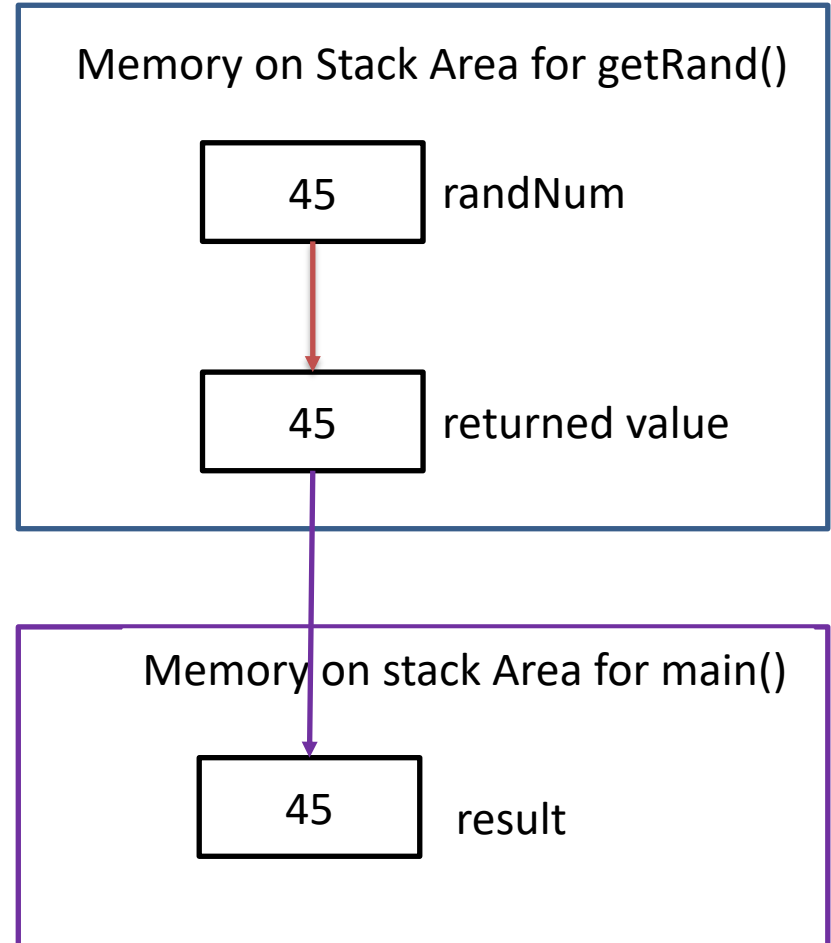 Memory on Stack Area for getRand()
45 randNum
45 returned value
Memory on stack Area for main()
45 result